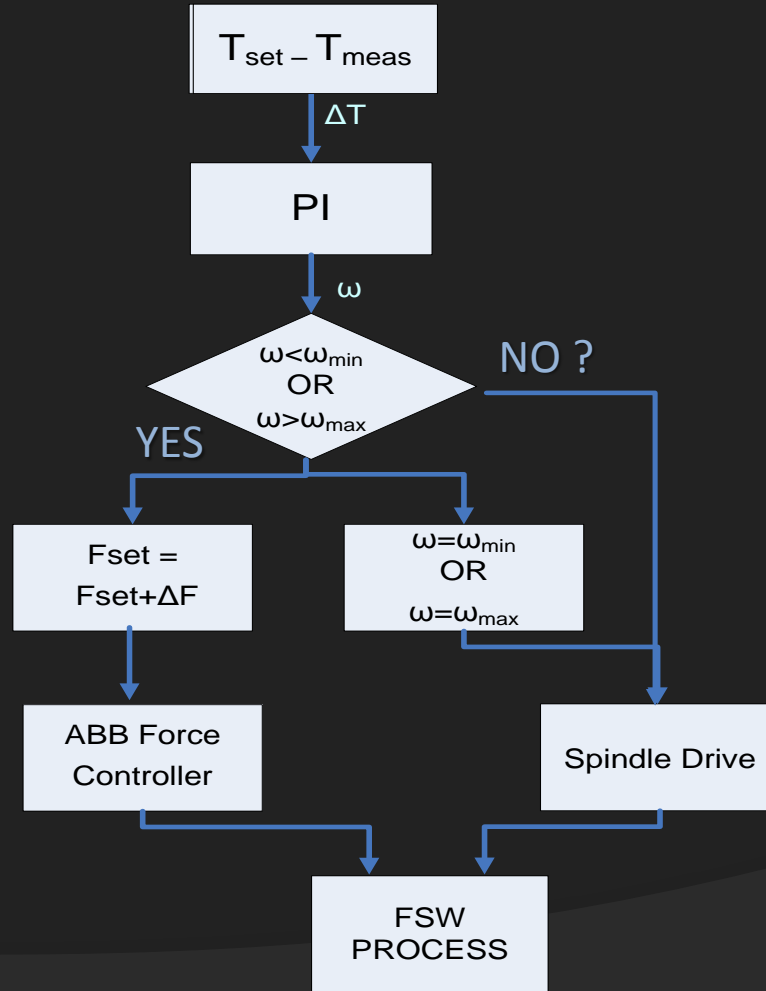 Tset – Tmeas
ΔT
PI
ω
ω<ωmin
OR
ω>ωmax
NO ?
YES
Fset =
Fset+ΔF
ω=ωmin
OR
ω=ωmax
ABB Force
Controller
Spindle Drive
FSW
PROCESS